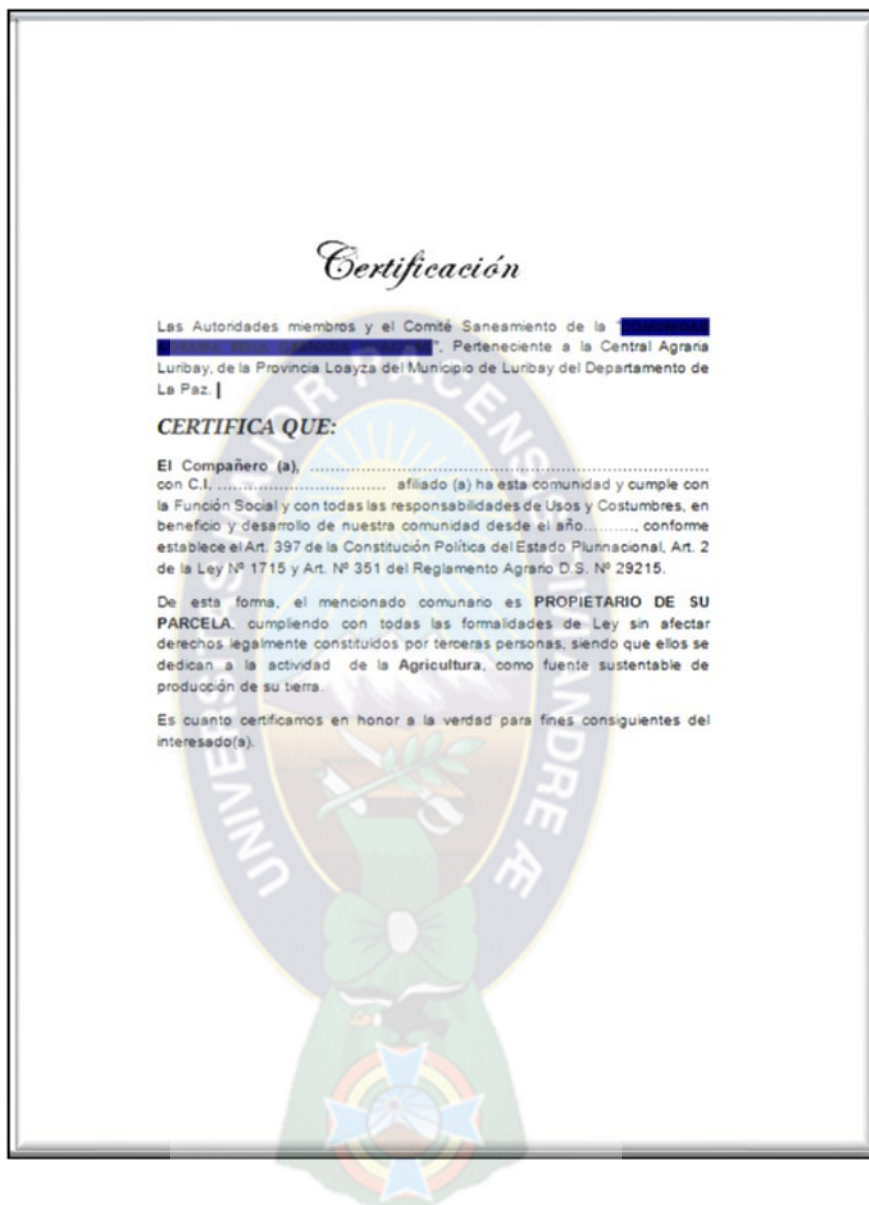 Certificación
Las Autoridades miembros y el Comité Saneamiento de la "COMUNIDAD
", Perteneciente a la Central Agraria
Luribay, de la Provincia Loayza del Municipio de Luribay del Departamento de
La Paz.
CERTIFICA QUE:
El Compañero (a), ..............................................................................
con C.I. ................................. afiliado (a) ha esta comunidad y cumple con
la Función Social y con todas las responsabilidades de Usos y Costumbres, en
beneficio y desarrollo de nuestra comunidad desde el año.........., conforme
establece el Art. 397 de la Constitución Política del Estado Plurinacional, Art. 2
de la Ley Nº 1715 y Art. Nº 351 del Reglamento Agrario D.S. Nº 29215.
De esta forma, el mencionado comunario es PROPIETARIO DE SU
PARCELA, cumpliendo con todas las formalidades de Ley sin afectar
derechos legalmente constituidos por terceras personas, siendo que ellos se
dedican a la actividad de la Agricultura, como fuente sustentable de
producción de su tierra.
Es cuanto certificamos en honor a la verdad para fines consiguientes del
interesado(a).
UNIVERSITAS MAJOR PACENSIS DIVI ANDREÆ